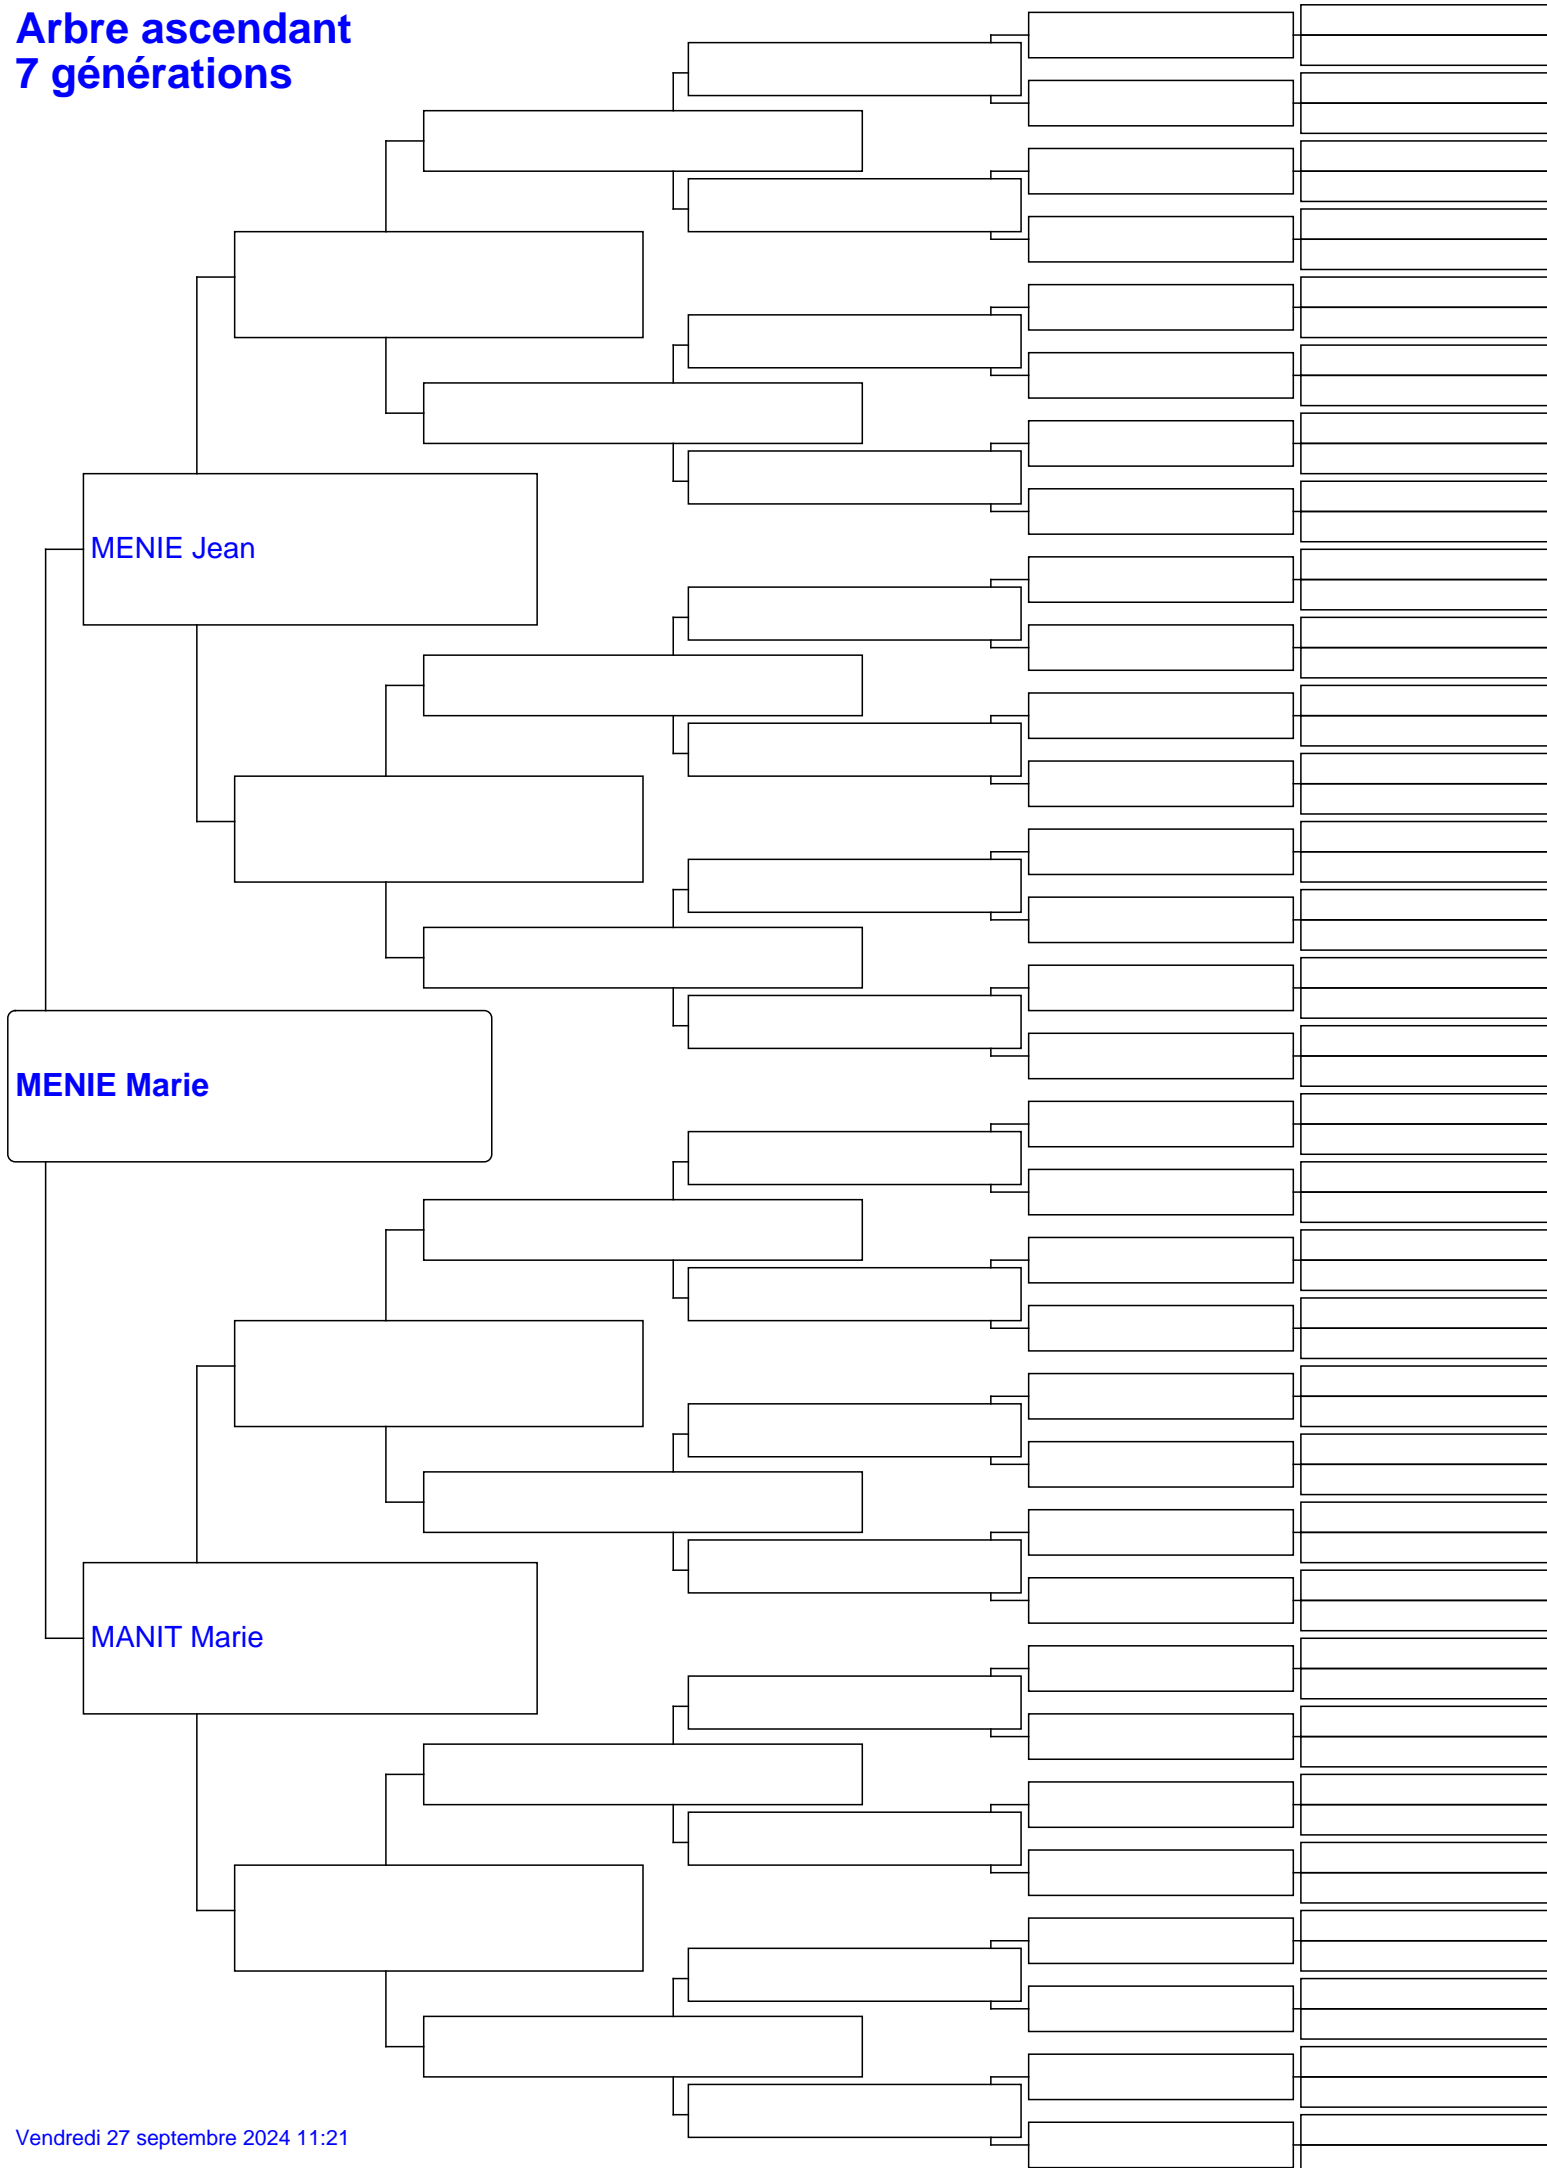 Arbre ascendant
7 générations
MENIE Jean
MENIE Marie
MANIT Marie
Vendredi 27 septembre 2024 11:21